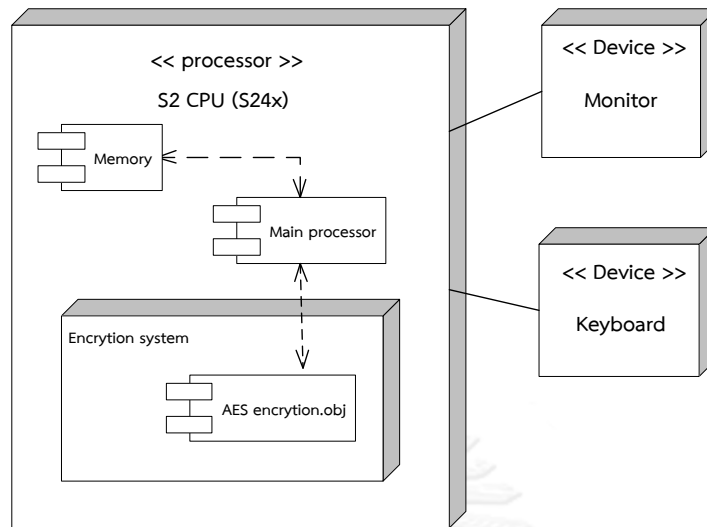 << processor >>
S2 CPU (S24x)
Memory
Main processor
Encrytion system
AES encrytion.obj
<< Device >>
Monitor
<< Device >>
Keyboard